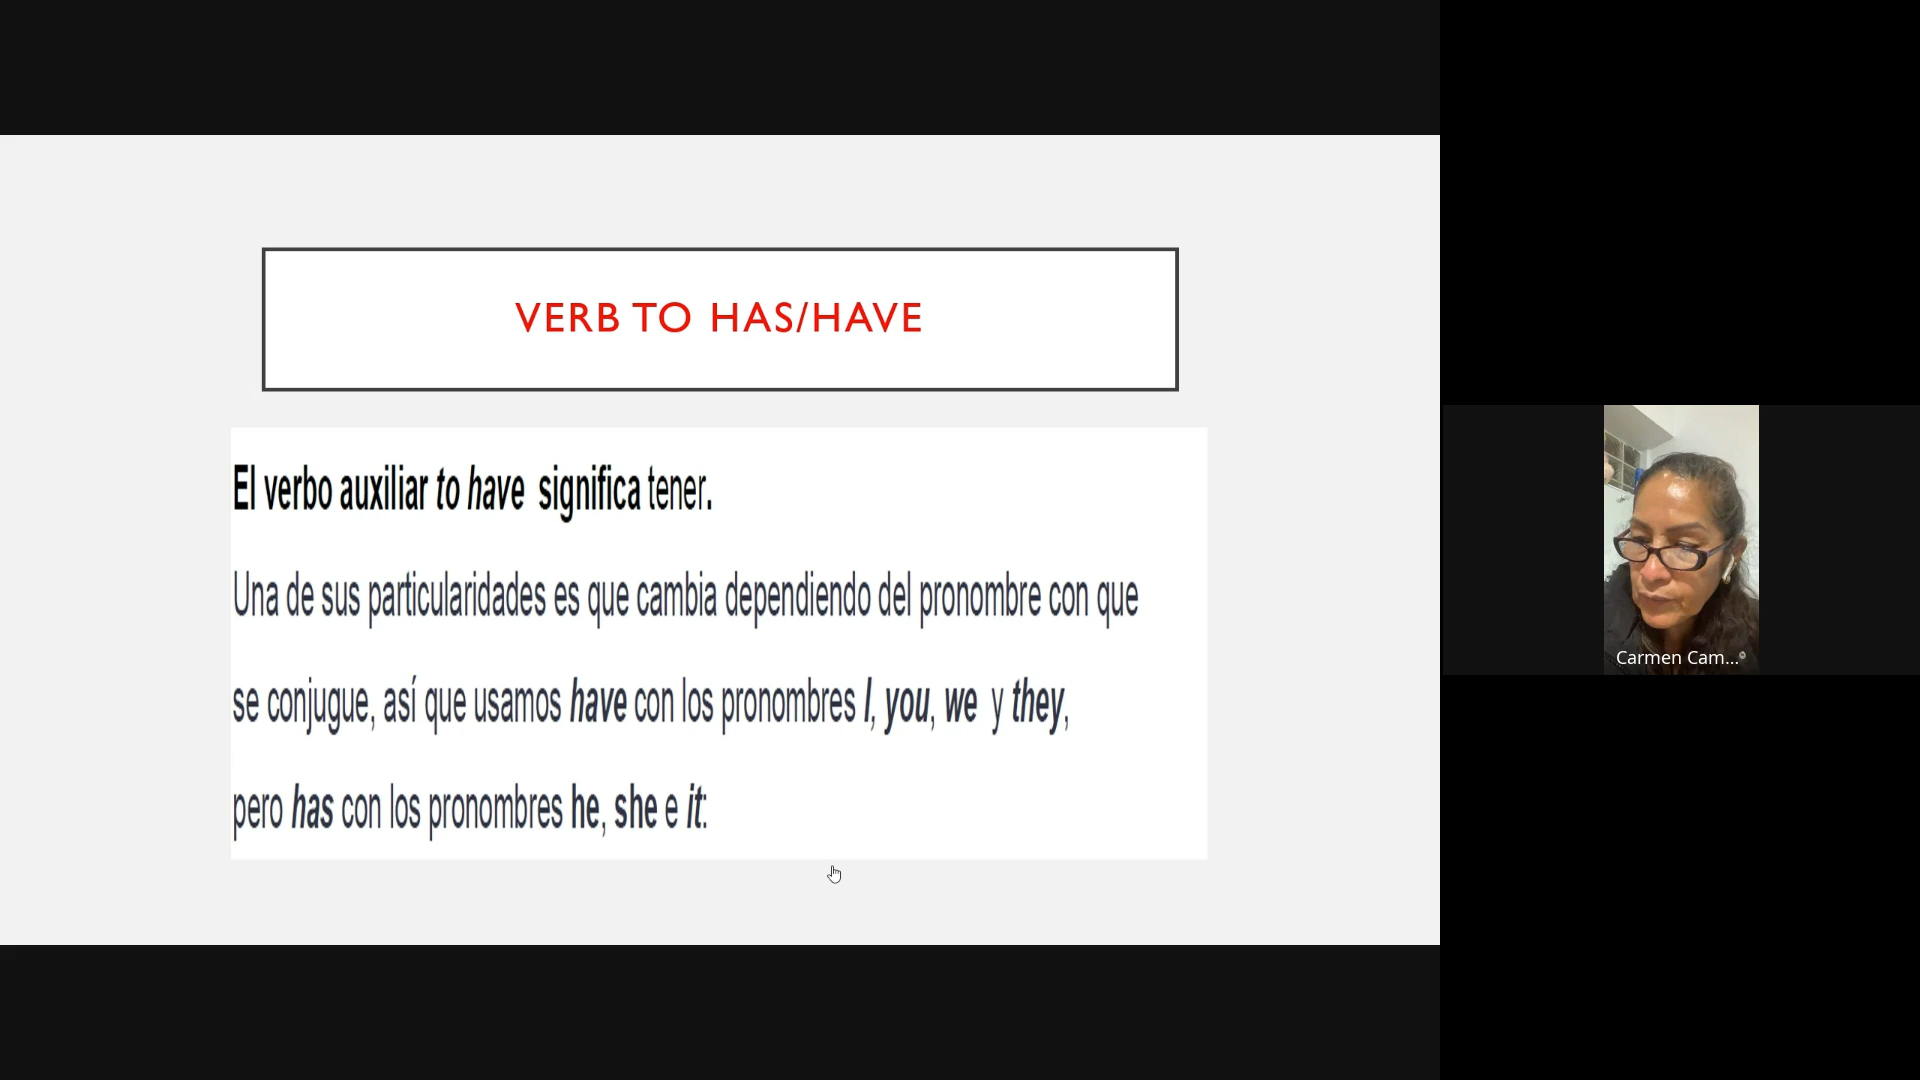 VERB TO HAS/HAVE
El verbo auxiliar to have significa tener.
Una de sus particularidades es que cambia dependiendo del pronombre con que
se conjugue, así que usamos have con los pronombres I, you, we y they,
pero has con los pronombres he, she e it:
Carmen Cam...